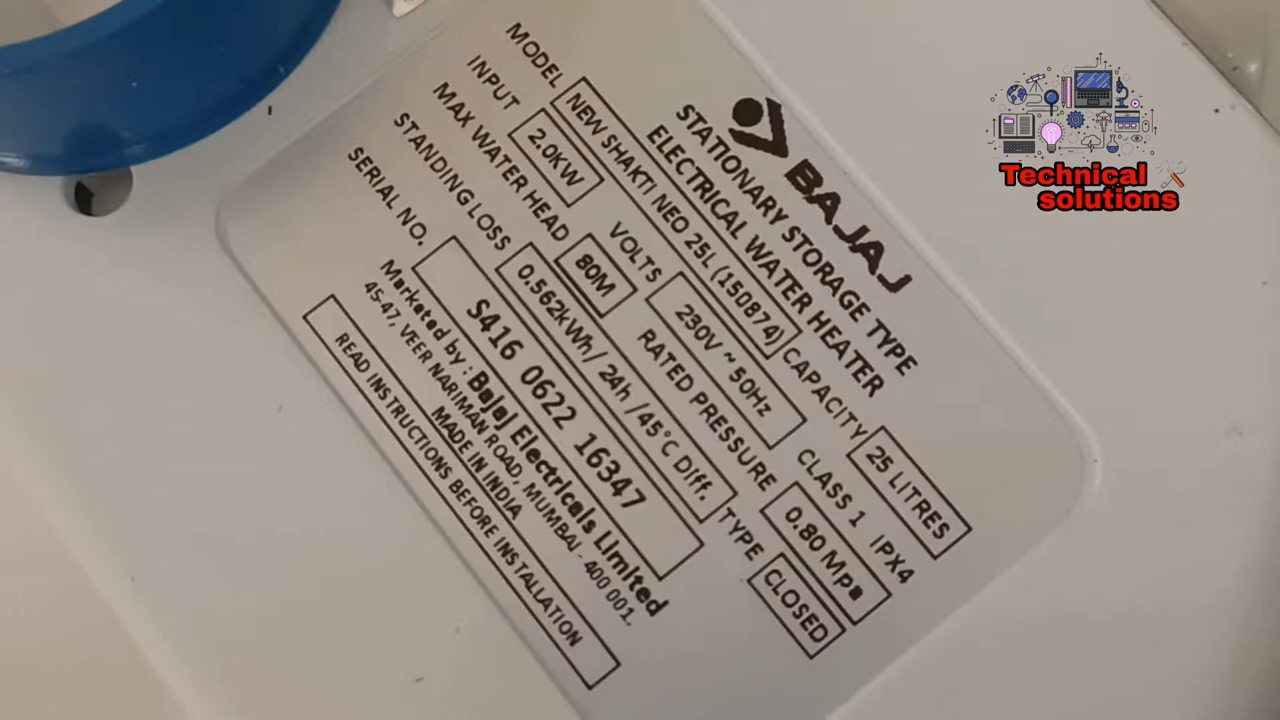 BAJAJ
STATIONARY STORAGE TYPE
ELECTRICAL WATER HEATER
MODEL NEW SHAKTI NEO 25L (150874) CAPACITY 25 LITRES
INPUT 2.0KW VOLTS 230V ~ 50Hz CLASS 1 IPX4
MAX WATER HEAD 80M RATED PRESSURE 0.80 Mpa
STANDING LOSS 0.562kWh/ 24h /45°C Diff. TYPE CLOSED
SERIAL NO. S416 0622 16347
Marketed by : Bajaj Electricals Limited
45-47, VEER NARIMAN ROAD, MUMBAI - 400 001.
MADE IN INDIA
READ INSTRUCTIONS BEFORE INSTALLATION
Technical
solutions